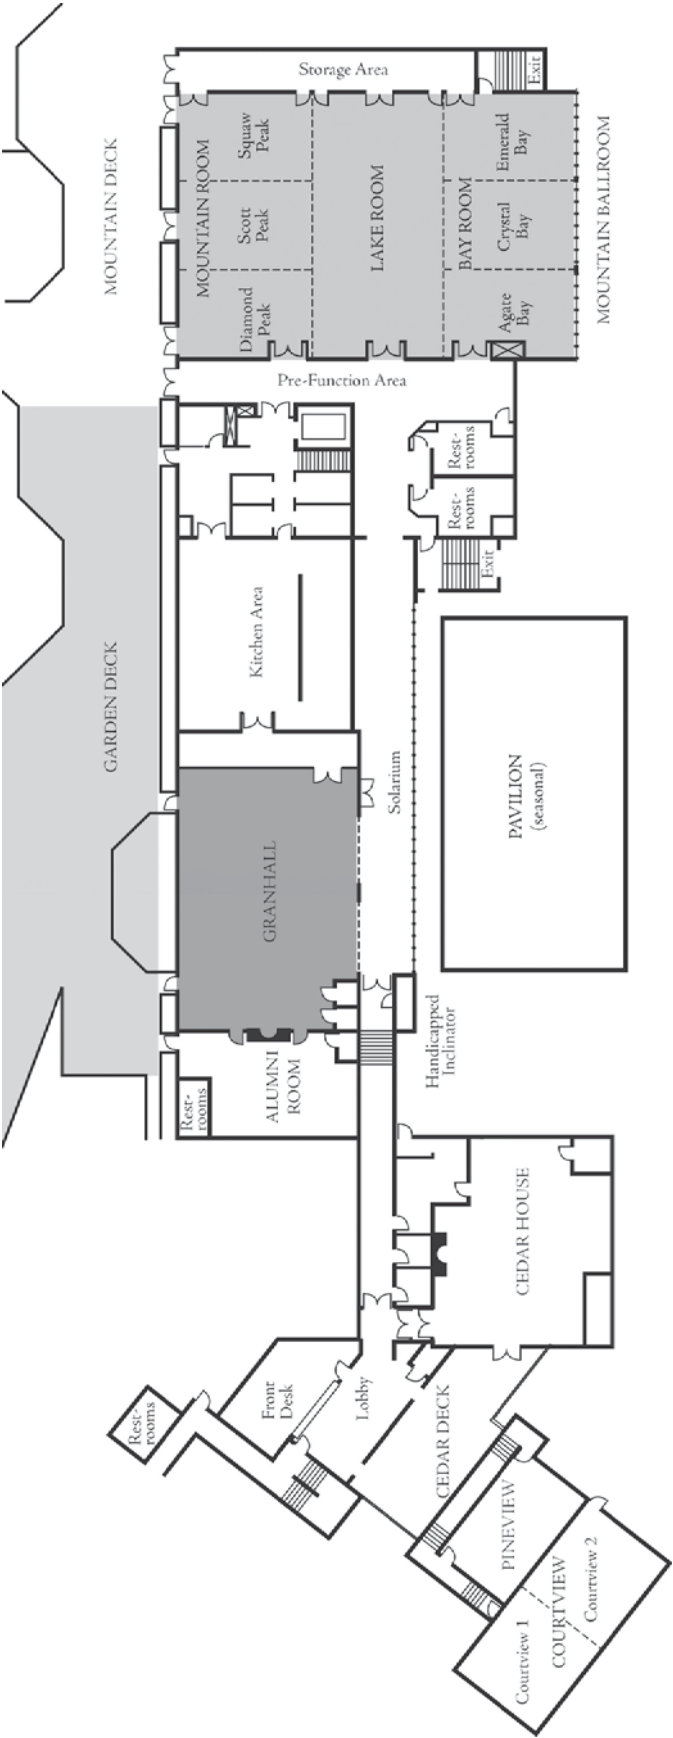 Storage Area
Exit
MOUNTAIN DECK
MOUNTAIN ROOM
Squaw
Peak
Scott
Peak
Diamond
Peak
LAKE ROOM
BAY ROOM
Emerald
Bay
Crystal
Bay
Agate
Bay
MOUNTAIN BALLROOM
Pre-Function Area
Rest-
rooms
Rest-
rooms
Exit
GARDEN DECK
Kitchen Area
Solarium
PAVILION
(seasonal)
GRANHALL
Handicapped
Inclinator
ALUMNI
ROOM
Rest-
rooms
CEDAR HOUSE
Front
Desk
Lobby
Rest-
rooms
CEDAR DECK
PINEVIEW
COURTVIEW
Courtview 1
Courtview 2